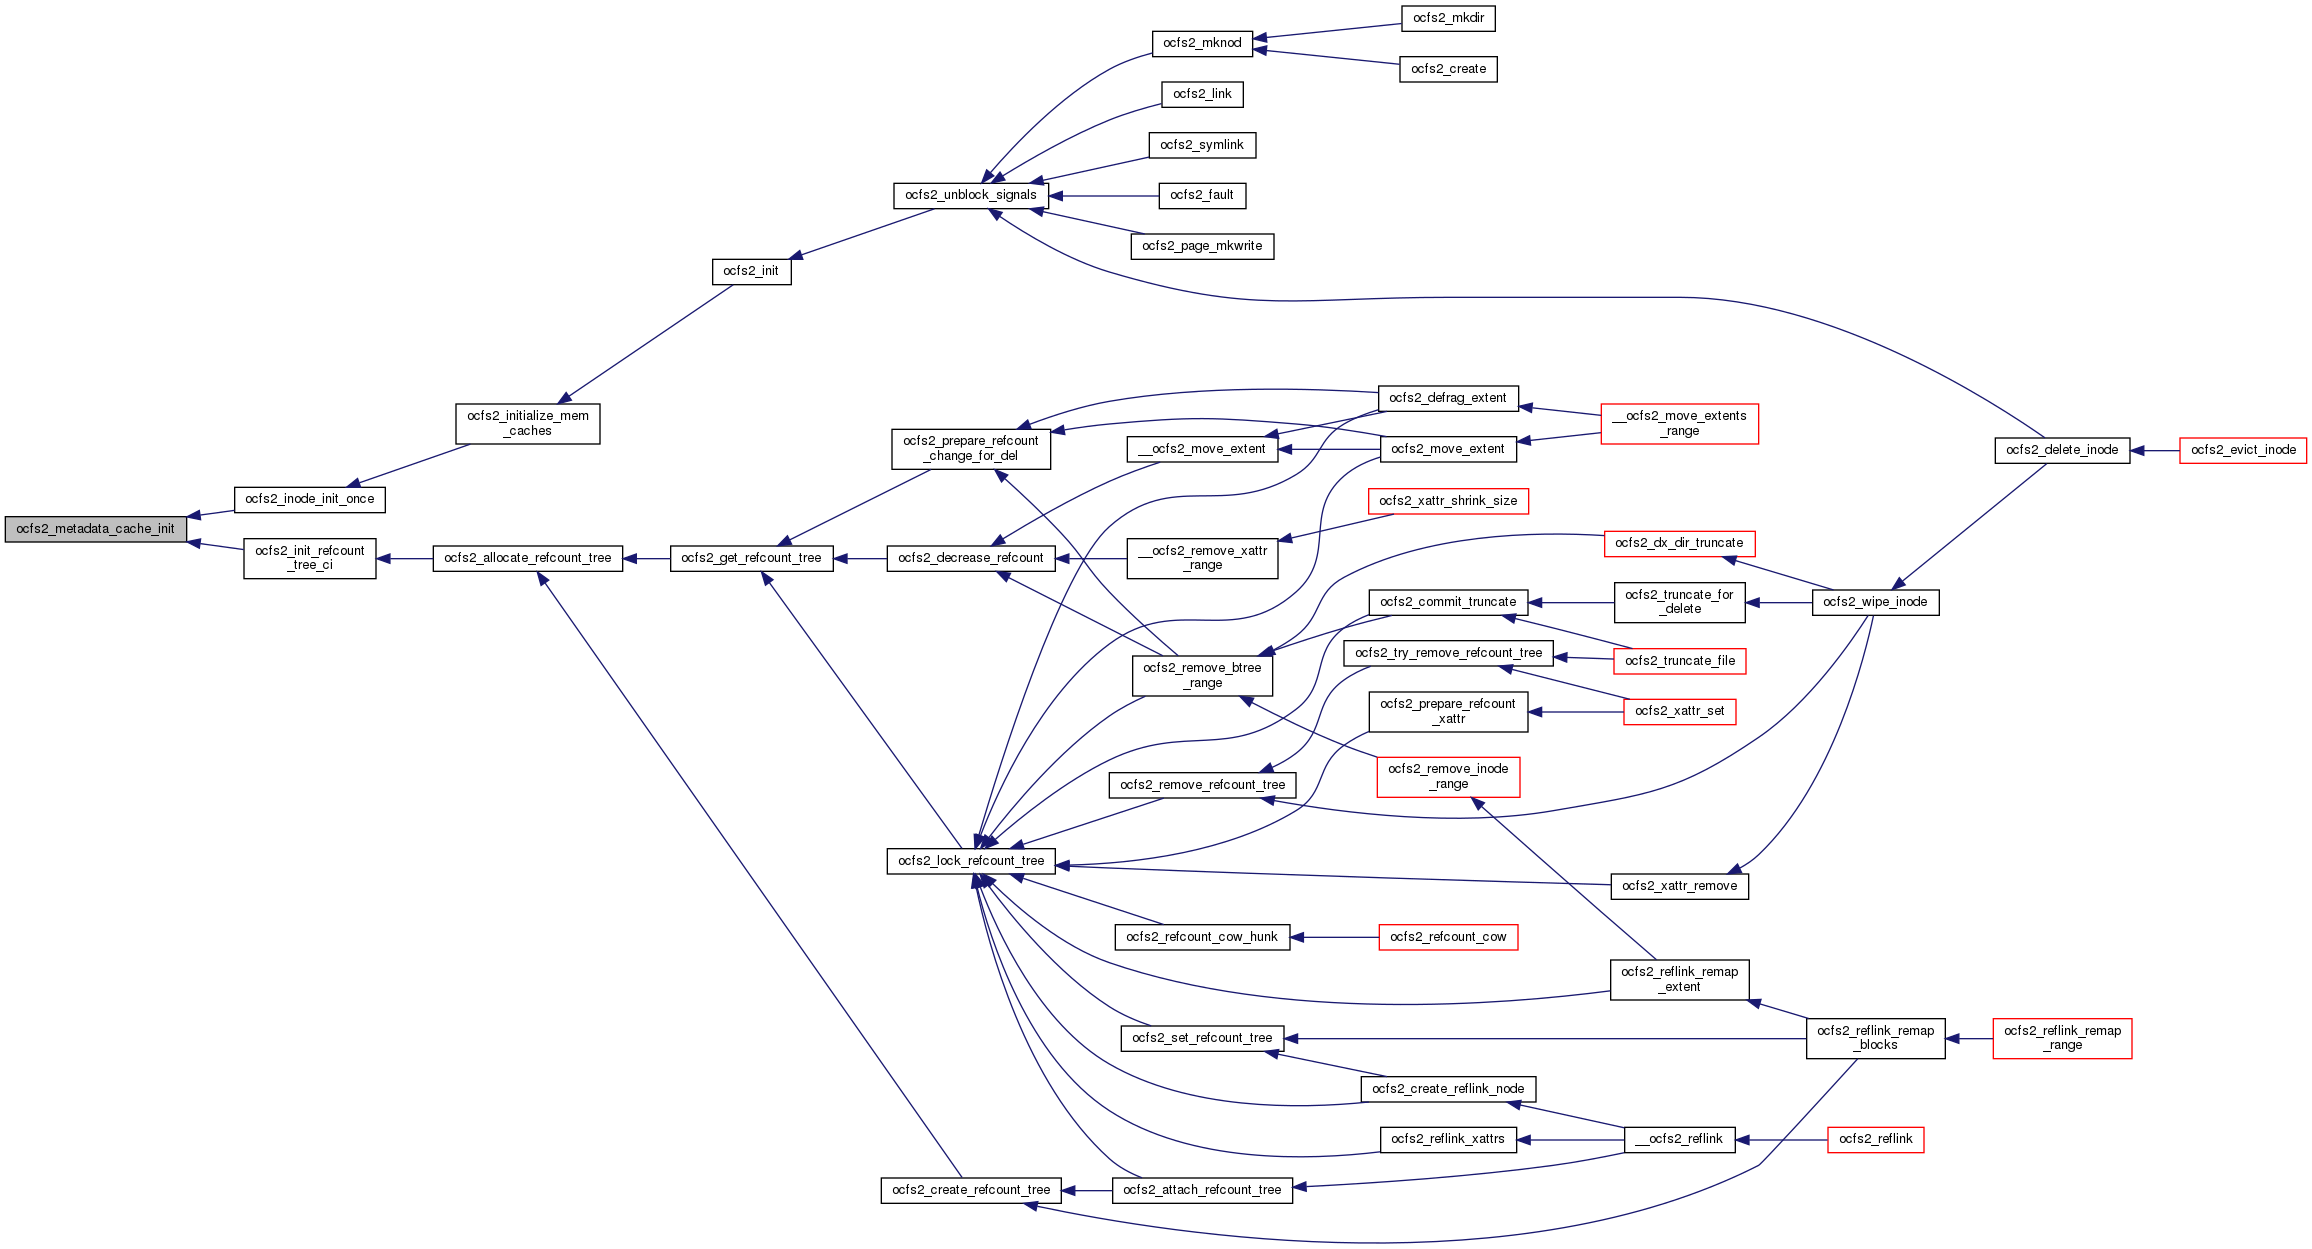 ocfs2_mkdir
ocfs2_mknod
ocfs2_create
ocfs2_link
ocfs2_symlink
ocfs2_unblock_signals
ocfs2_fault
ocfs2_page_mkwrite
ocfs2_init
ocfs2_initialize_mem
_caches
ocfs2_defrag_extent
__ocfs2_move_extents
_range
ocfs2_prepare_refcount
_change_for_del
__ocfs2_move_extent
ocfs2_move_extent
ocfs2_delete_inode
ocfs2_evict_inode
ocfs2_inode_init_once
ocfs2_xattr_shrink_size
ocfs2_metadata_cache_init
ocfs2_init_refcount
_tree_ci
ocfs2_allocate_refcount_tree
ocfs2_get_refcount_tree
ocfs2_decrease_refcount
__ocfs2_remove_xattr
_range
ocfs2_dx_dir_truncate
ocfs2_commit_truncate
ocfs2_truncate_for
_delete
ocfs2_wipe_inode
ocfs2_try_remove_refcount_tree
ocfs2_truncate_file
ocfs2_remove_btree
_range
ocfs2_prepare_refcount
_xattr
ocfs2_xattr_set
ocfs2_remove_inode
_range
ocfs2_remove_refcount_tree
ocfs2_lock_refcount_tree
ocfs2_xattr_remove
ocfs2_refcount_cow_hunk
ocfs2_refcount_cow
ocfs2_reflink_remap
_extent
ocfs2_set_refcount_tree
ocfs2_reflink_remap
_blocks
ocfs2_reflink_remap
_range
ocfs2_create_reflink_node
ocfs2_reflink_xattrs
__ocfs2_reflink
ocfs2_reflink
ocfs2_create_refcount_tree
ocfs2_attach_refcount_tree